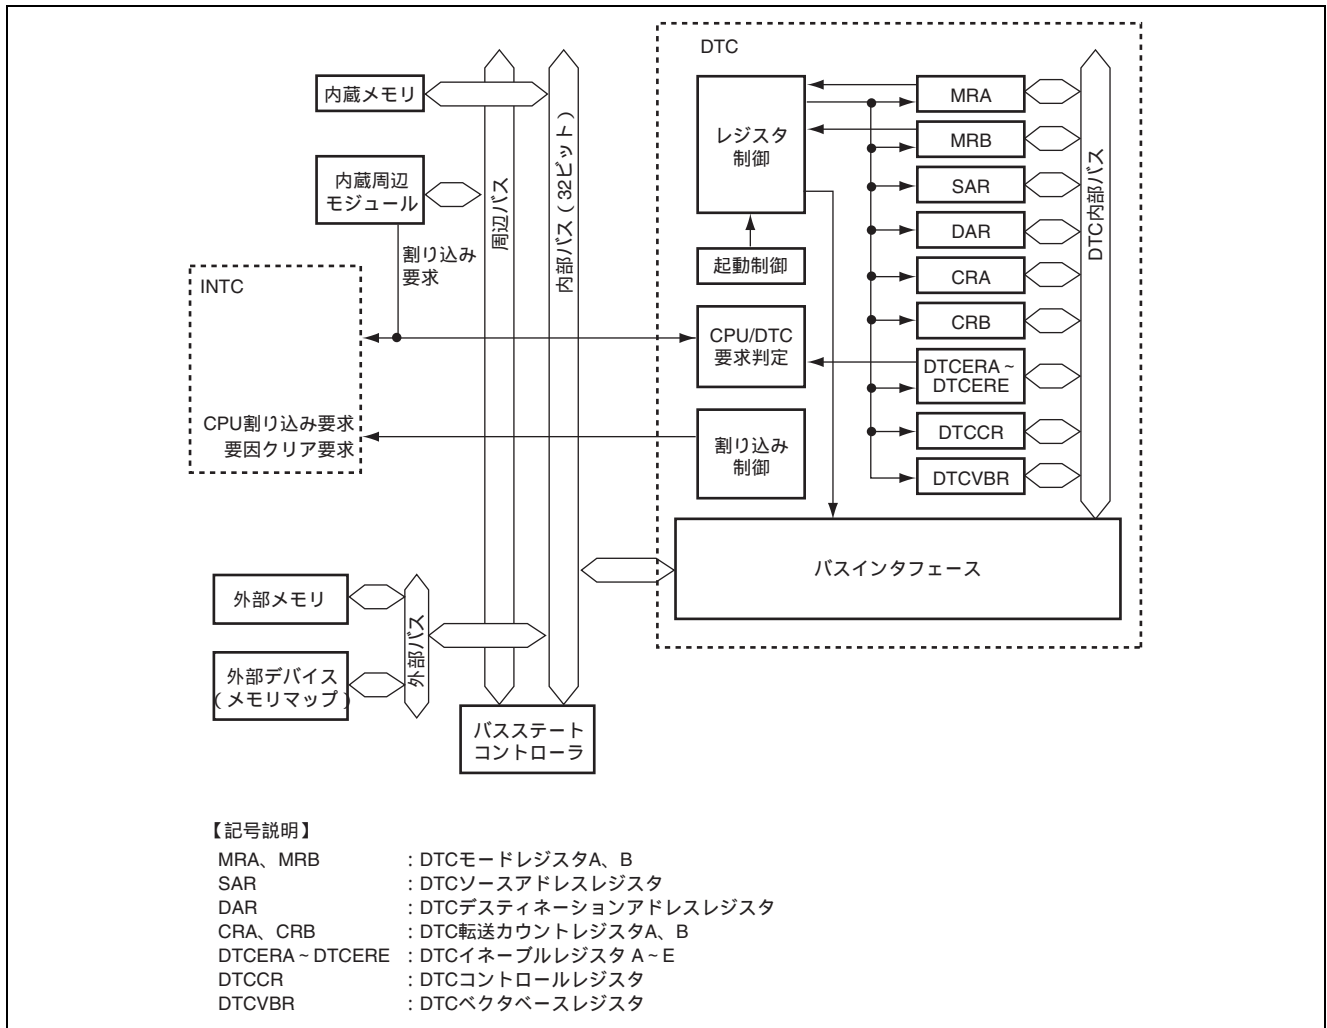 DTC
内蔵メモリ
内蔵周辺
モジュール
割り込み
要求
周辺バス
内部バス(32ビット)
INTC
CPU割り込み要求
要因クリア要求
レジスタ
制御
起動制御
CPU/DTC
要求判定
割り込み
制御
MRA
MRB
SAR
DAR
CRA
CRB
DTCERA~
DTCERE
DTCCR
DTCVBR
DTC内部バス
バスインタフェース
外部メモリ
外部デバイス
(メモリマップ)
外部バス
バスステート
コントローラ
【記号説明】
MRA、MRB :DTCモードレジスタA、B
SAR :DTCソースアドレスレジスタ
DAR :DTCデスティネーションアドレスレジスタ
CRA、CRB :DTC転送カウントレジスタA、B
DTCERA~DTCERE :DTCイネーブルレジスタ A~E
DTCCR :DTCコントロールレジスタ
DTCVBR :DTCベクタベースレジスタ